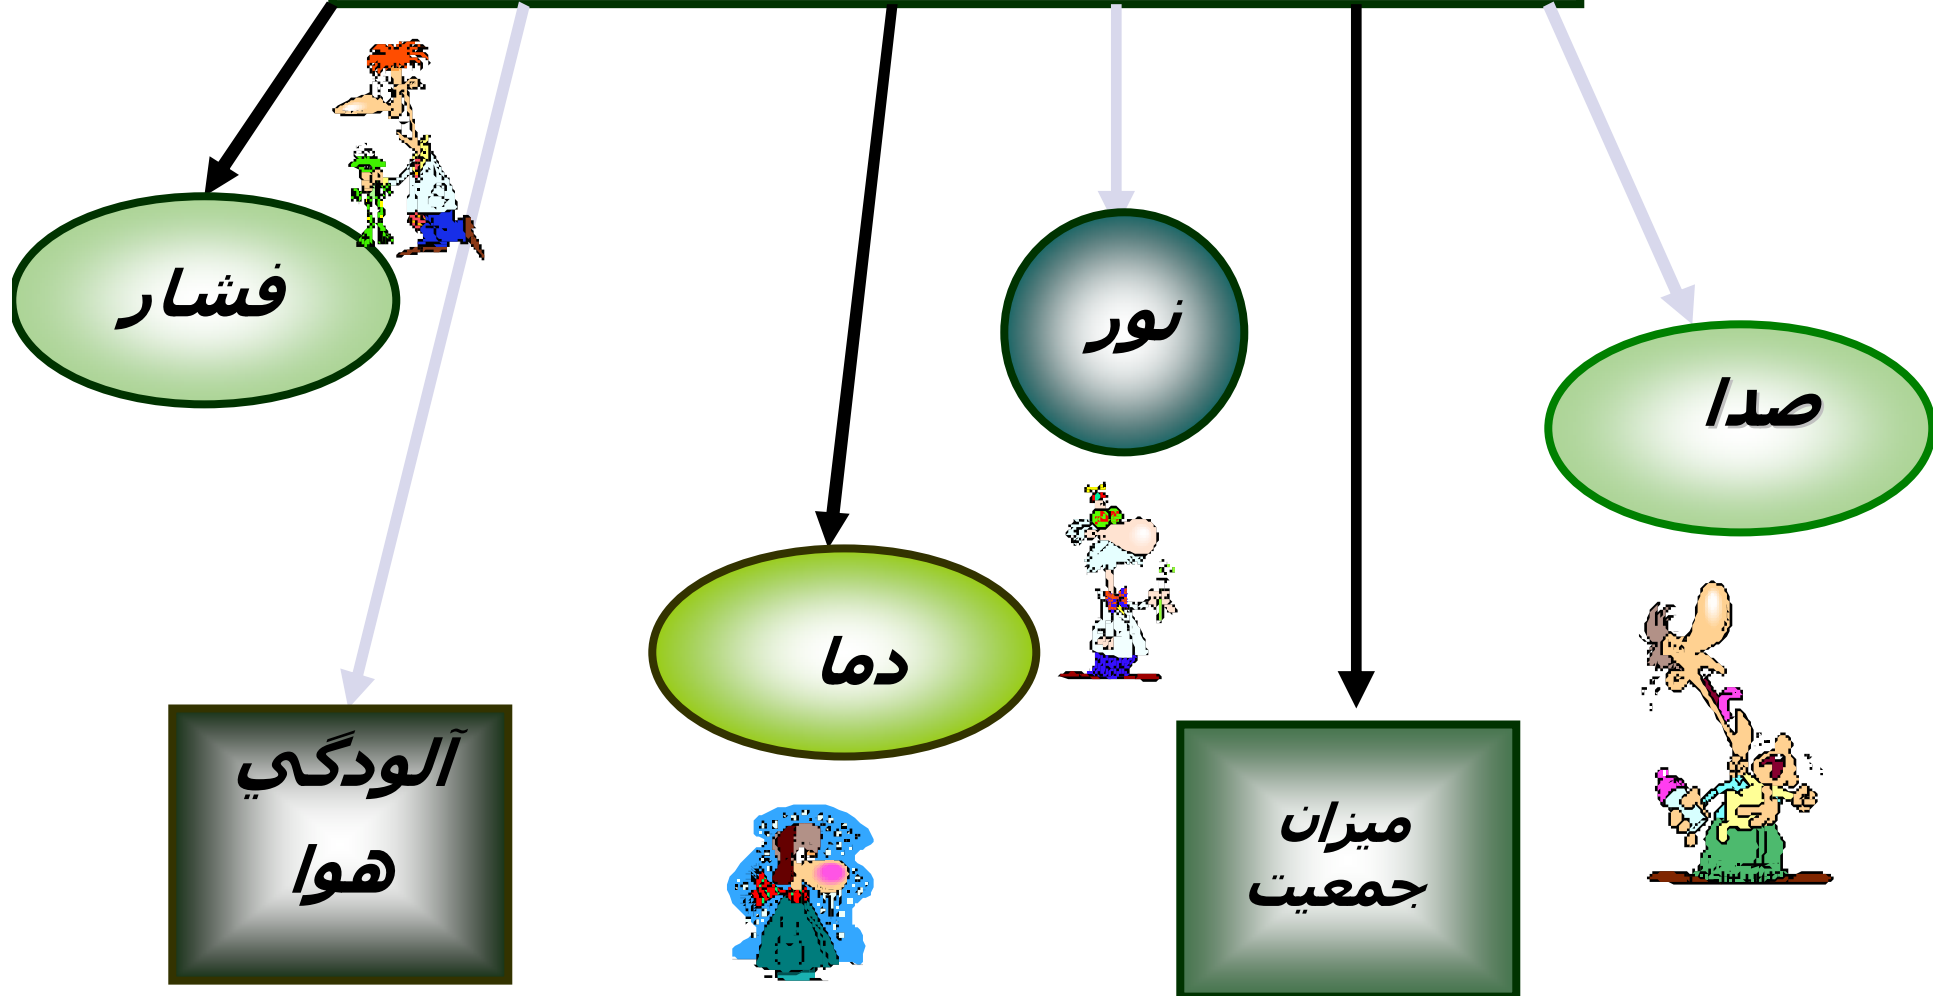 صدا
نور
فشار
دما
ميزان
جمعيت
آلودگي
هوا